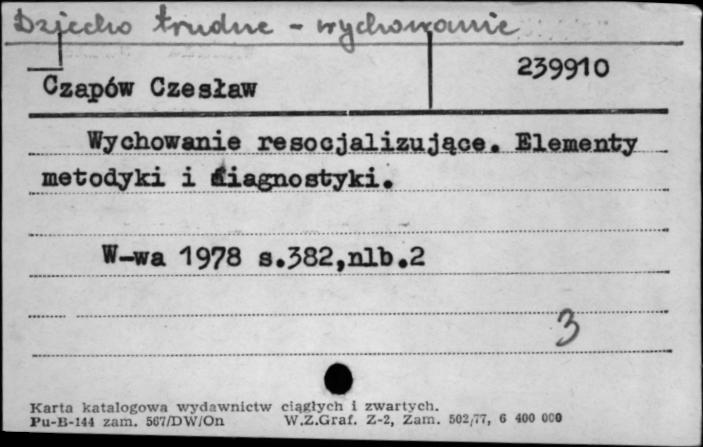 Dziecko trudne - wychowanie
239910
Czapów Czesław
Wychowanie resocjalizujące. Elementy
metodyki i diagnostyki.
W-wa 1978 s.382,nlb.2
3
Karta katalogowa wydawnictw ciągłych i zwartych.
Pu-B-144 zam. 567/DW/On W.Z.Graf. Z-2, Zam. 502/77, 6 400 000